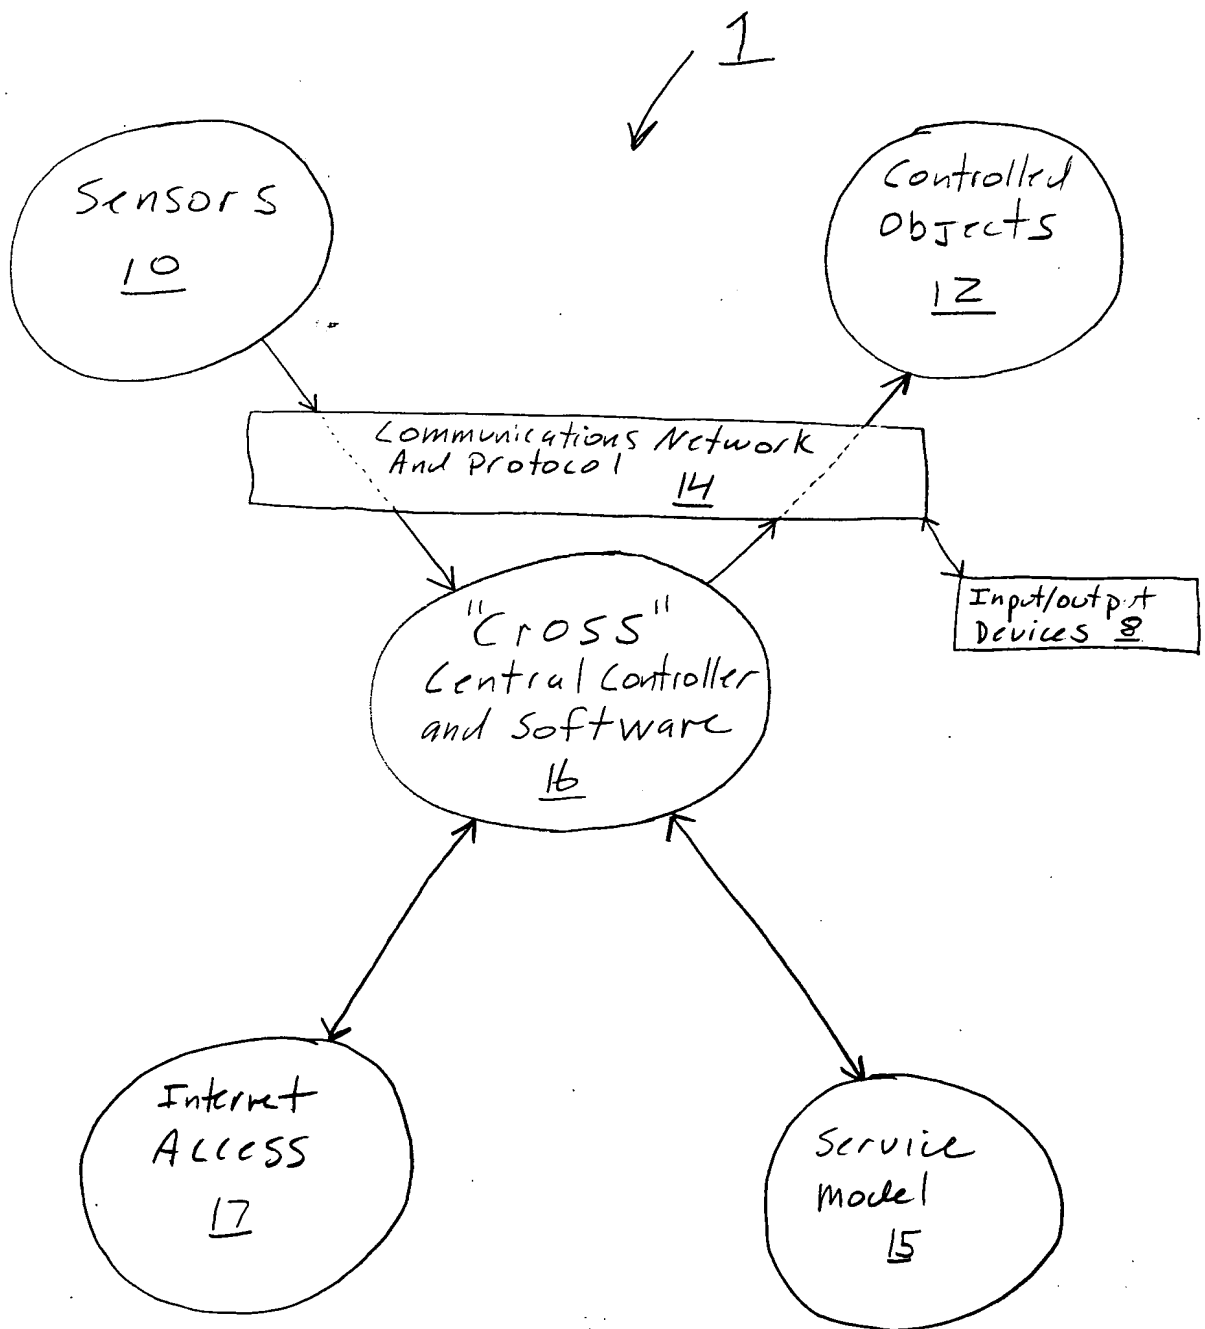 1
Sensors
10
Controlled
Objects
12
Communications Network
And Protocol
14
Input/output
Devices 8
"Cross"
Central Controller
and Software
16
Internet
Access
17
Service
Model
15